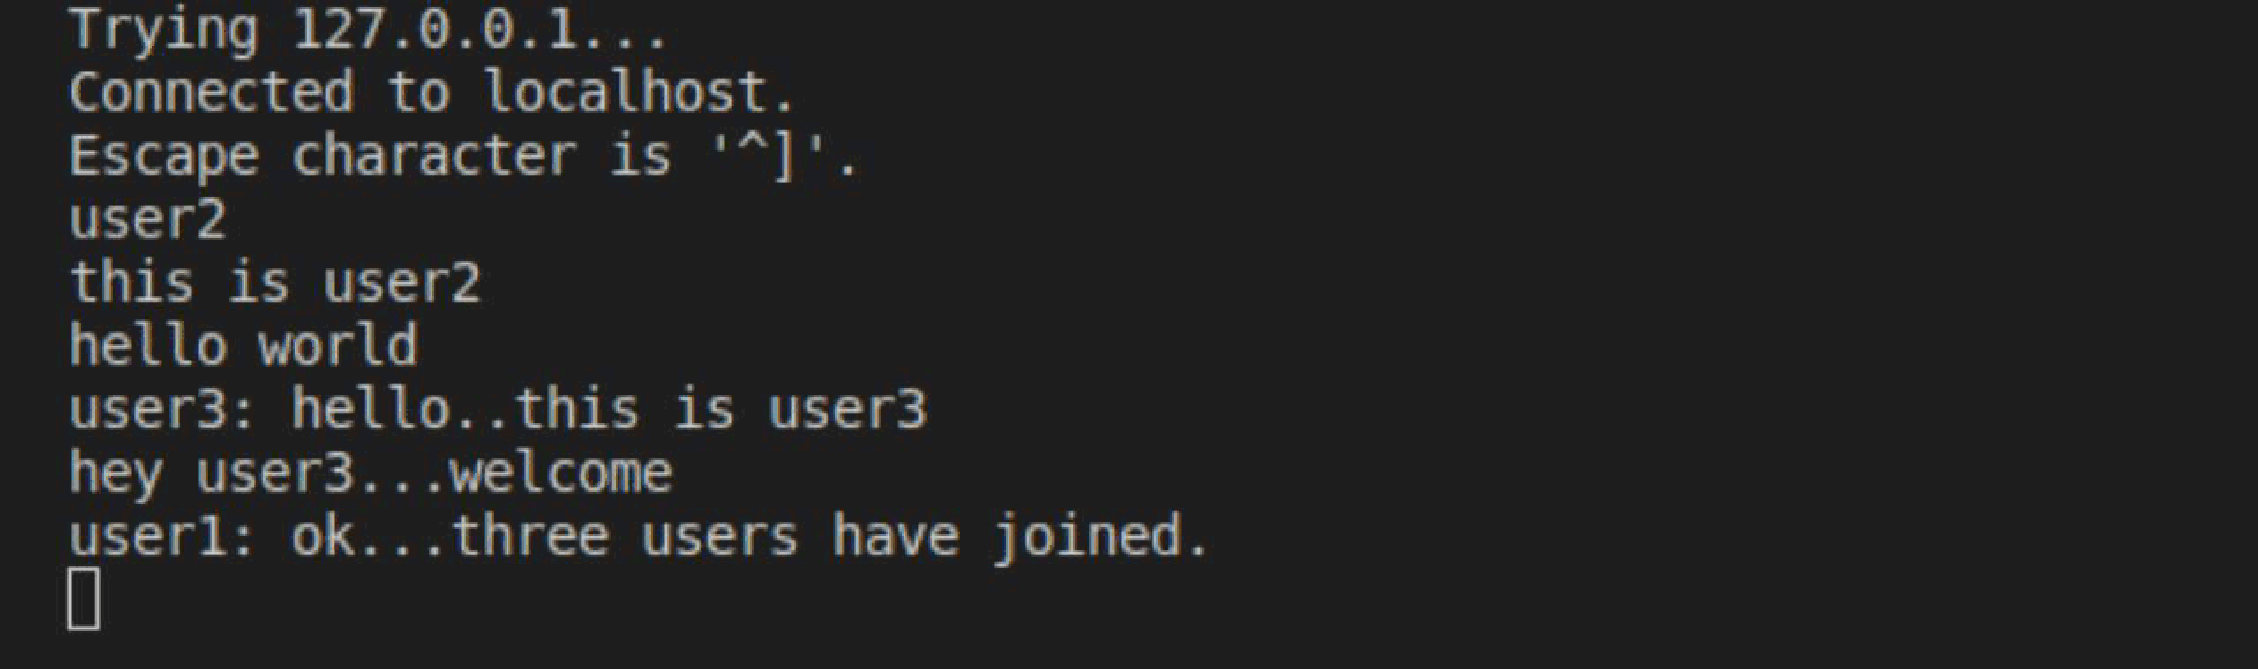 Trying 127.0.0.1...
Connected to localhost.
Escape character is '^]'.
user2
this is user2
hello world
user3: hello..this is user3
hey user3...welcome
user1: ok...three users have joined.